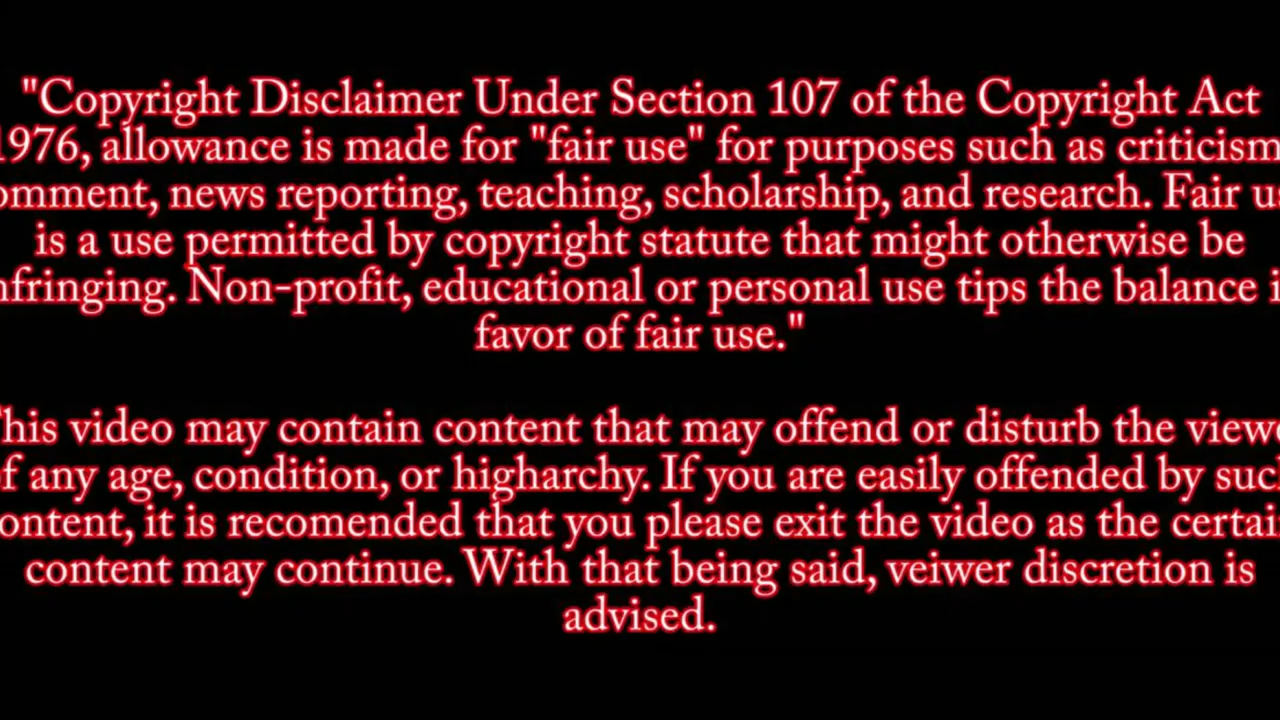 "Copyright Disclaimer Under Section 107 of the Copyright Act
1976, allowance is made for "fair use" for purposes such as criticism
omment, news reporting, teaching, scholarship, and research. Fair u
is a use permitted by copyright statute that might otherwise be
nfringing. Non-profit, educational or personal use tips the balance i
favor of fair use."
This video may contain content that may offend or disturb the viewe
of any age, condition, or higharchy. If you are easily offended by such
ontent, it is recomended that you please exit the video as the certai
content may continue. With that being said, veiwer discretion is
advised.